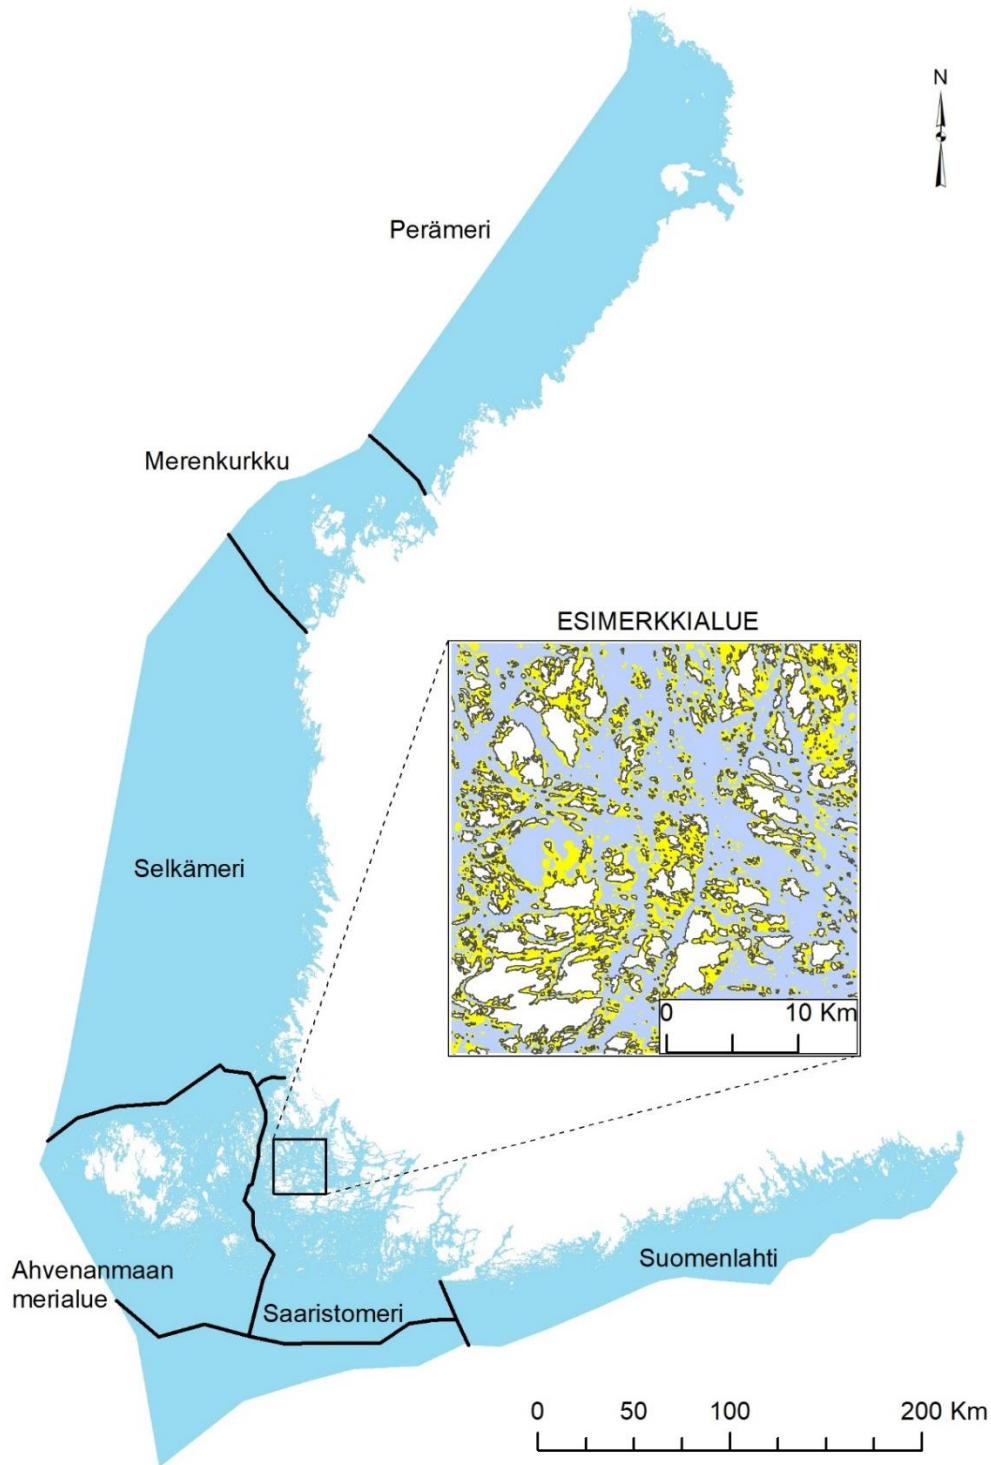 N
Perämeri
Merenkurkku
ESIMERKKIALUE
0 10 Km
Selkämeri
Ahvenanmaan
merialue
Saaristomeri
Suomenlahti
0 50 100 200 Km